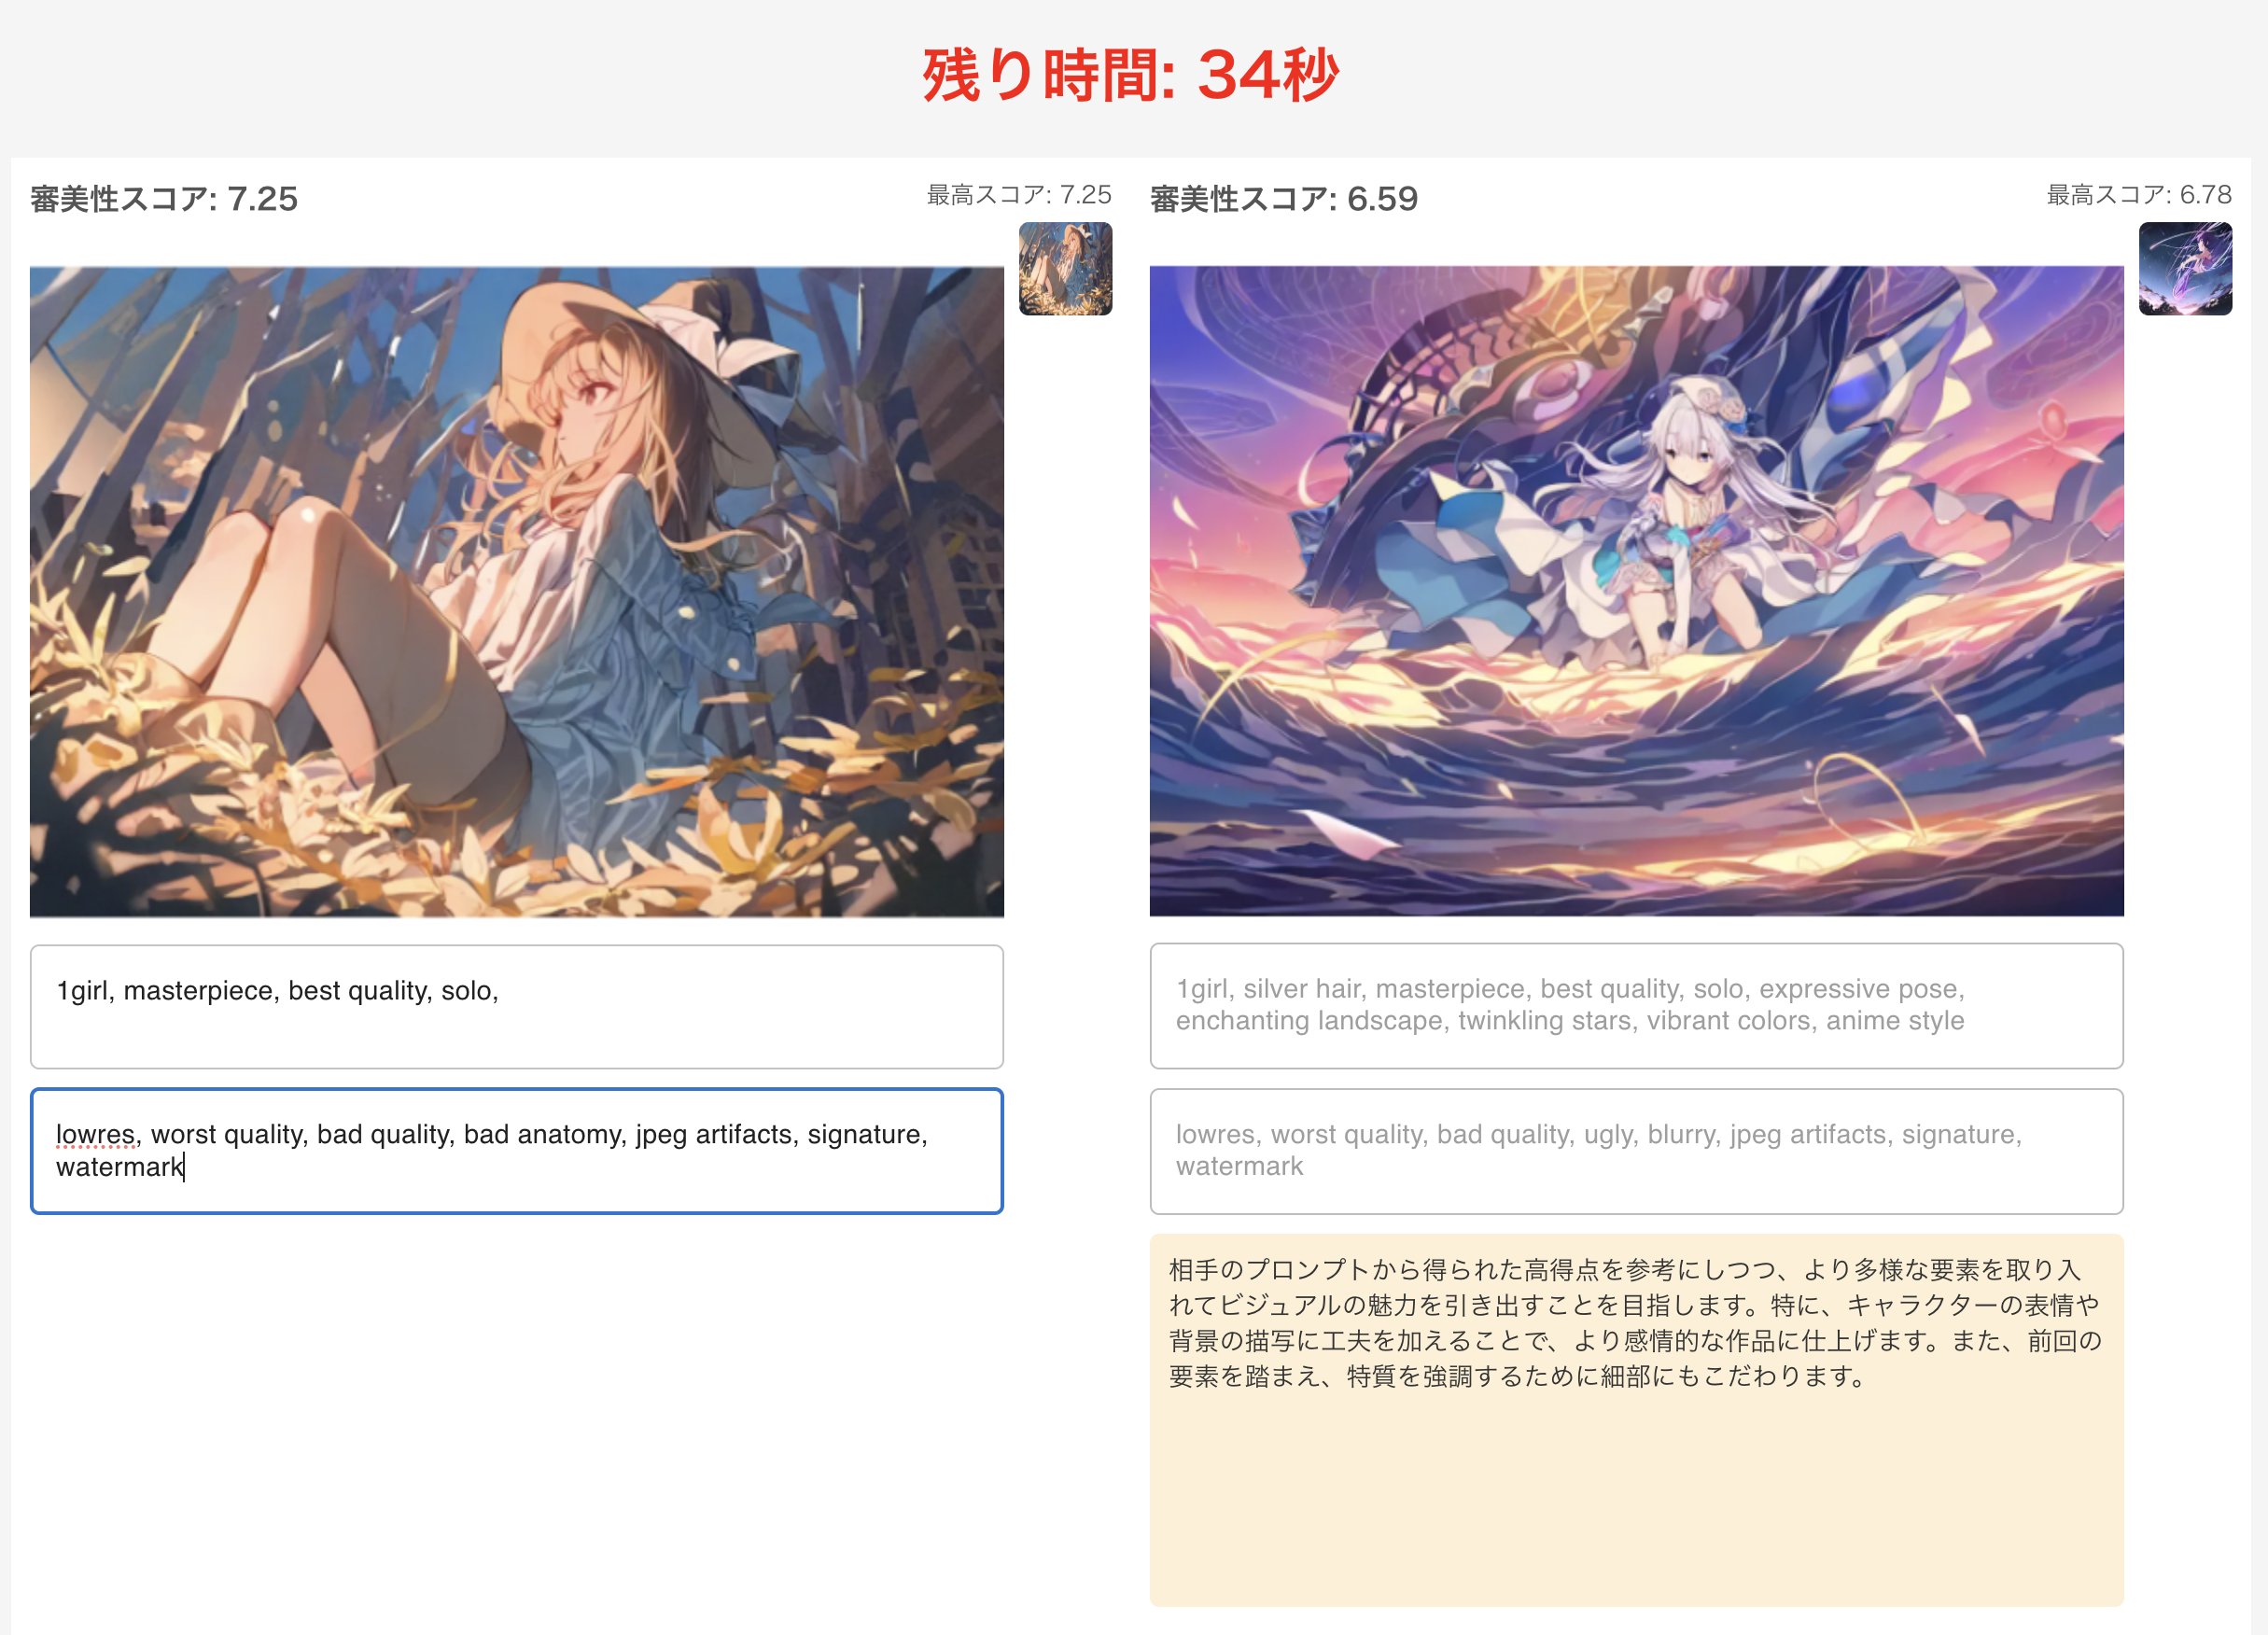 残り時間: 34秒
審美性スコア: 7.25
最高スコア: 7.25
1girl, masterpiece, best quality, solo,
lowres, worst quality, bad quality, bad anatomy, jpeg artifacts, signature,
watermark
審美性スコア: 6.59
最高スコア: 6.78
1girl, silver hair, masterpiece, best quality, solo, expressive pose,
enchanting landscape, twinkling stars, vibrant colors, anime style
lowres, worst quality, bad quality, ugly, blurry, jpeg artifacts, signature,
watermark
相手のプロンプトから得られた高得点を参考にしつつ、より多様な要素を取り入
れてビジュアルの魅力を引き出すことを目指します。特に、キャラクターの表情や
背景の描写に工夫を加えることで、より感情的な作品に仕上げます。また、前回の
要素を踏まえ、特質を強調するために細部にもこだわります。